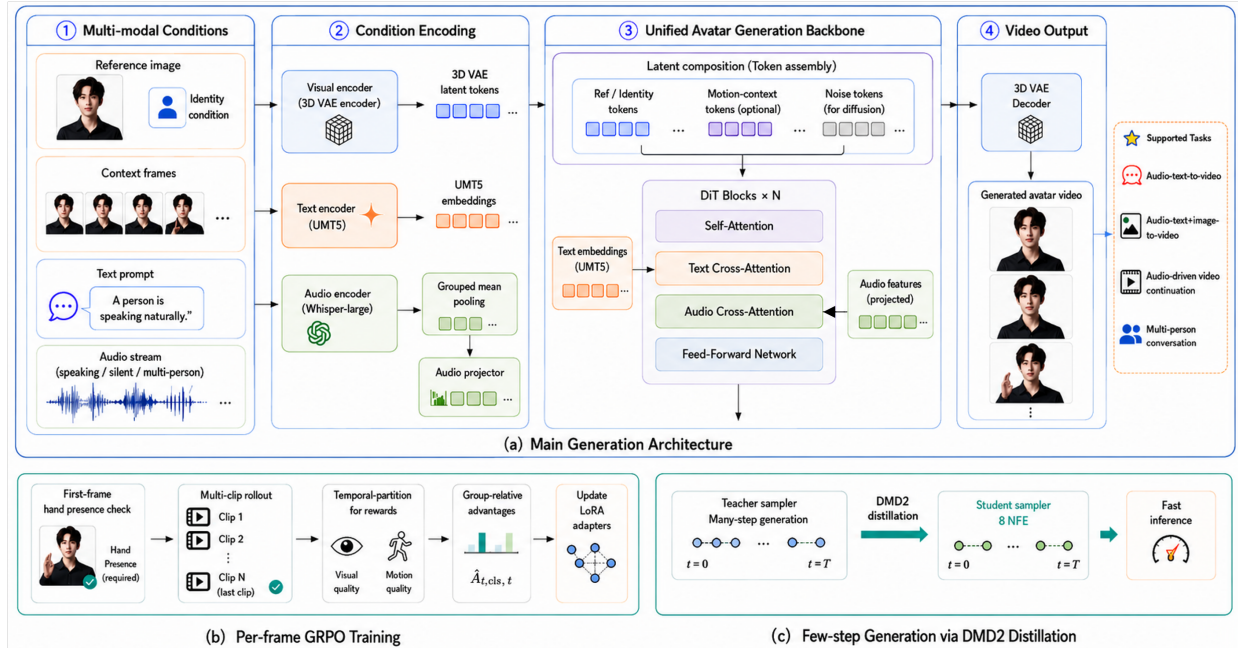 ① Multi-modal Conditions
Reference image
Identity
condition
Context frames
...
Text prompt
A person is
speaking naturally.”
Audio stream
(speaking / silent / multi-person)
...
② Condition Encoding
Visual encoder
(3D VAE encoder)
3D VAE
latent tokens
...
Text encoder
(UMT5)
UMT5
embeddings
...
Audio encoder
(Whisper-large)
Grouped mean
pooling
...
Audio projector
...
③ Unified Avatar Generation Backbone
Latent composition (Token assembly)
Ref / Identity
tokens
...
Motion-context
tokens (optional)
...
Noise tokens
(for diffusion)
...
DiT Blocks × N
Self-Attention
Text Cross-Attention
Audio Cross-Attention
Feed-Forward Network
Text embeddings
(UMT5)
...
Audio features
(projected)
...
④ Video Output
3D VAE
Decoder
Generated avatar video
⋮
Supported Tasks
Audio-text-to-video
Audio-text+image-
to-video
Audio-driven video
continuation
Multi-person
conversation
(a) Main Generation Architecture
First-frame
hand presence check
Hand
Presence
(required)
Multi-clip rollout
Clip 1
Clip 2
⋮
Clip N
(last clip)
Temporal-partition
for rewards
Visual
quality
Motion
quality
Group-relative
advantages
Â_{t,cls, t}
Update
LoRA
adapters
(b) Per-frame GRPO Training
Teacher sampler
Many-step generation
...
t = 0
t = T
DMD2
distillation
Student sampler
8 NFE
...
t = 0
t = T
Fast
inference
(c) Few-step Generation via DMD2 Distillation